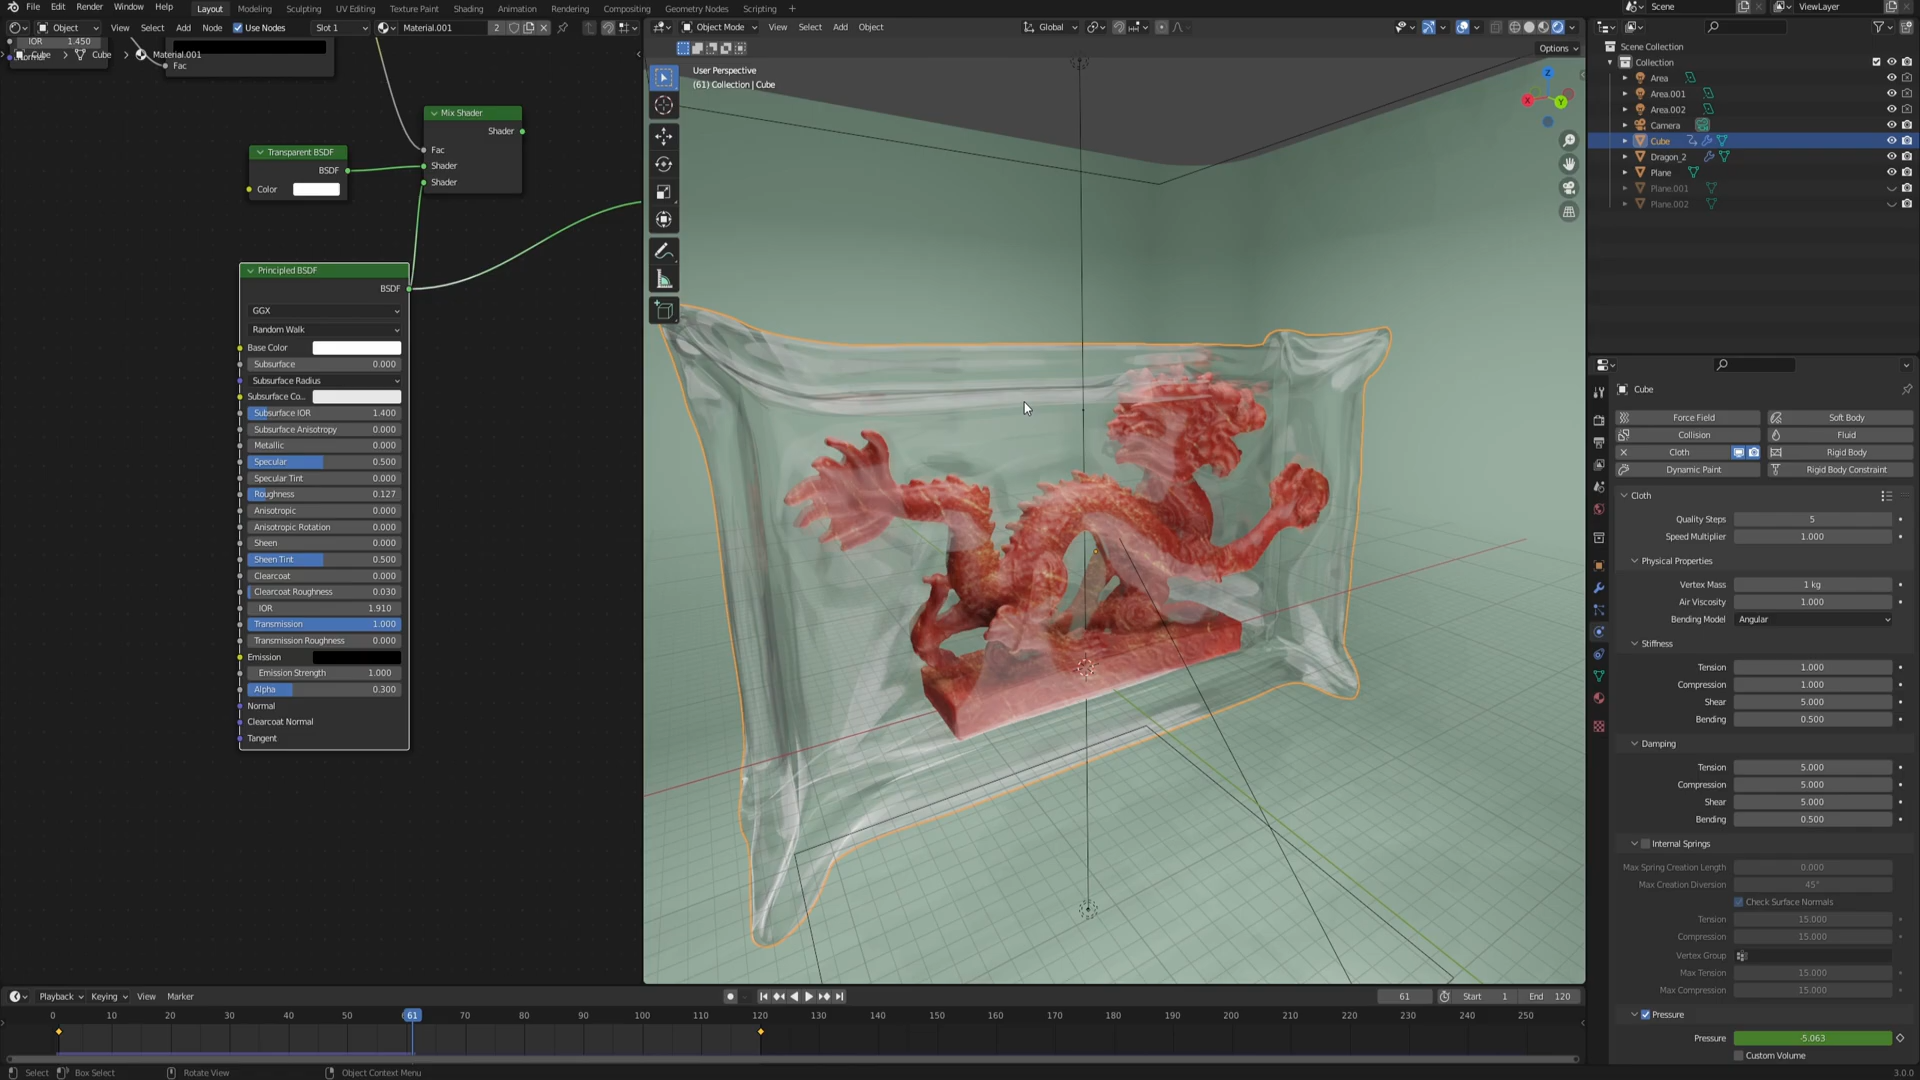 File Edit Render Window Help Layout Modeling Sculpting UV Editing Texture Paint Shading Animation Rendering Compositing Geometry Nodes Scripting + Scene ViewLayer
Object View Select Add Node Use Nodes Slot 1 Material.001 2
Object Mode View Select Add Object Global
Options
IOR 1.450
Cube > Cube > Material.001
Fac
Mix Shader
Shader
Fac
Shader
Shader
Transparent BSDF
BSDF
Color
Principled BSDF
BSDF
GGX
Random Walk
Base Color
Subsurface 0.000
Subsurface Radius
Subsurface Co...
Subsurface IOR 1.400
Subsurface Anisotropy 0.000
Metallic 0.000
Specular 0.500
Specular Tint 0.000
Roughness 0.127
Anisotropic 0.000
Anisotropic Rotation 0.000
Sheen 0.000
Sheen Tint 0.500
Clearcoat 0.000
Clearcoat Roughness 0.030
IOR 1.910
Transmission 1.000
Transmission Roughness 0.000
Emission
Emission Strength 1.000
Alpha 0.300
Normal
Clearcoat Normal
Tangent
User Perspective
(61) Collection | Cube
Z
X
Y
Scene Collection
Collection
Area
Area.001
Area.002
Camera
Cube
Dragon_2
Plane
Plane.001
Plane.002
Cube
Force Field Soft Body
Collision Fluid
Cloth Rigid Body
Dynamic Paint Rigid Body Constraint
Cloth
Quality Steps 5
Speed Multiplier 1.000
Physical Properties
Vertex Mass 1 kg
Air Viscosity 1.000
Bending Model Angular
Stiffness
Tension 1.000
Compression 1.000
Shear 5.000
Bending 0.500
Damping
Tension 5.000
Compression 5.000
Shear 5.000
Bending 0.500
Internal Springs
Max Spring Creation Length 0.000
Max Creation Diversion 45°
Check Surface Normals
Tension 15.000
Compression 15.000
Vertex Group
Max Tension 15.000
Max Compression 15.000
Pressure
Pressure -5.063
Custom Volume
Playback Keying View Marker 61 Start 1 End 120
0 10 20 30 40 50 61 70 80 90 100 110 120 130 140 150 160 170 180 190 200 210 220 230 240 250
Select Box Select Rotate View Object Context Menu 3.0.0